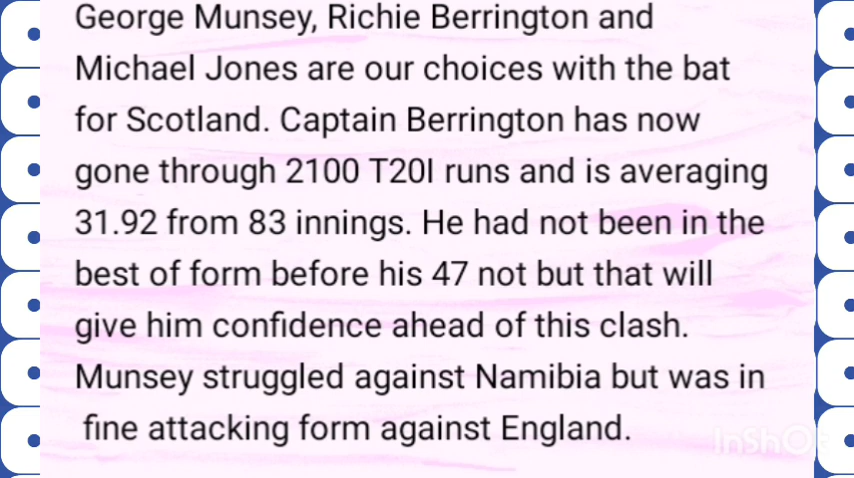 George Munsey, Richie Berrington and
Michael Jones are our choices with the bat
for Scotland. Captain Berrington has now
gone through 2100 T20I runs and is averaging
31.92 from 83 innings. He had not been in the
best of form before his 47 not but that will
give him confidence ahead of this clash.
Munsey struggled against Namibia but was in
fine attacking form against England.
InShOt